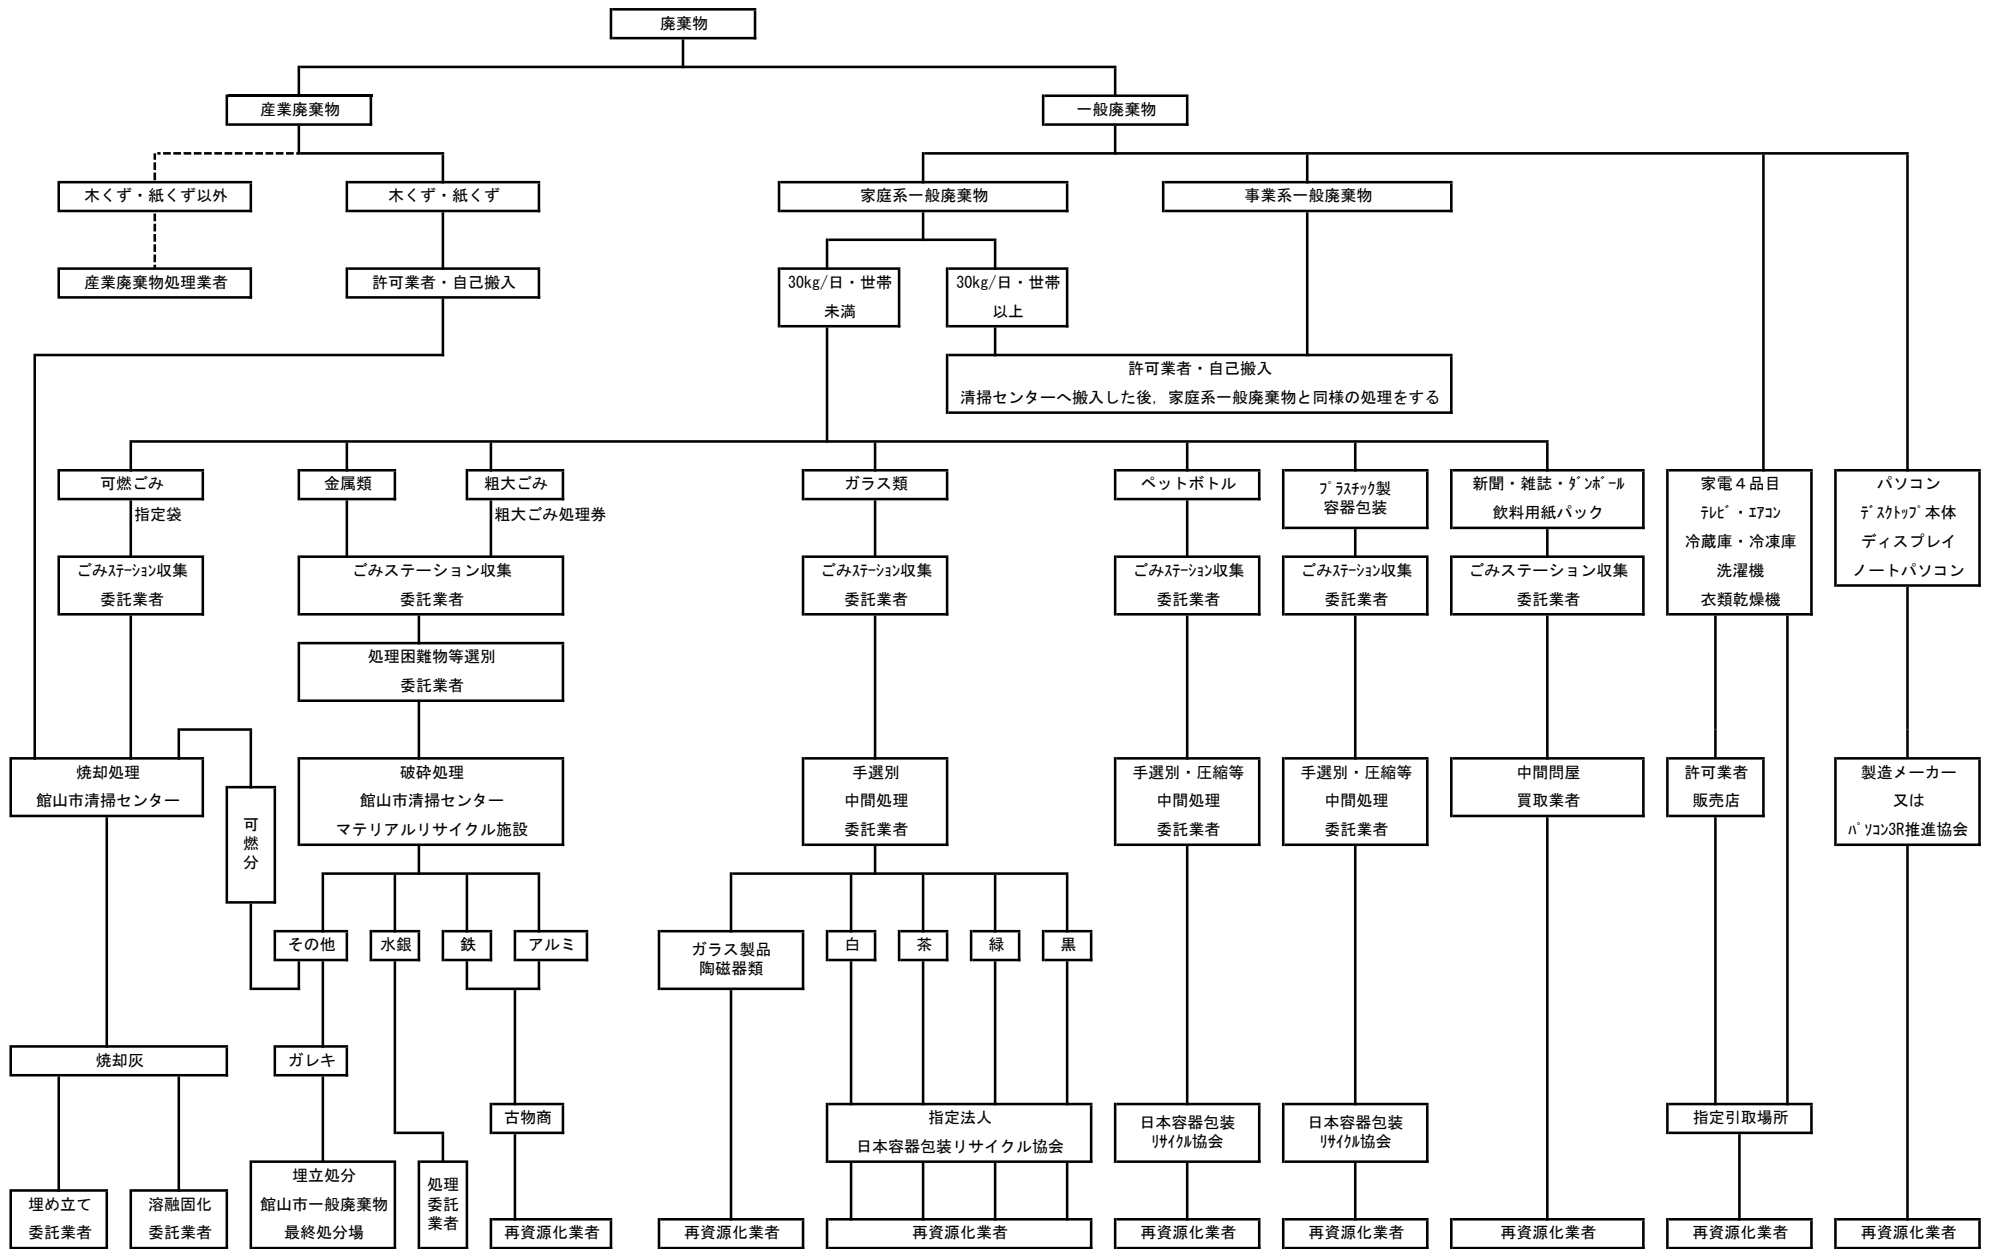 廃棄物
産業廃棄物
一般廃棄物
木くず・紙くず以外
木くず・紙くず
家庭系一般廃棄物
事業系一般廃棄物
産業廃棄物処理業者
許可業者・自己搬入
30kg/日・世帯
未満
30kg/日・世帯
以上
許可業者・自己搬入
清掃センターへ搬入した後，家庭系一般廃棄物と同様の処理をする
可燃ごみ
指定袋
金属類
粗大ごみ
粗大ごみ処理券
ガラス類
ペットボトル
ﾌﾟﾗｽﾁｯｸ製
容器包装
新聞・雑誌・ﾀﾞﾝﾎﾞｰﾙ
飲料用紙パック
家電４品目
ﾃﾚﾋﾞ・ｴｱｺﾝ
冷蔵庫・冷凍庫
洗濯機
衣類乾燥機
パソコン
ﾃﾞｽｸﾄｯﾌﾟ本体
ディスプレイ
ノートパソコン
ごみｽﾃｰｼｮﾝ収集
委託業者
ごみステーション収集
委託業者
ごみｽﾃｰｼｮﾝ収集
委託業者
ごみｽﾃｰｼｮﾝ収集
委託業者
ごみｽﾃｰｼｮﾝ収集
委託業者
ごみステーション収集
委託業者
処理困難物等選別
委託業者
焼却処理
館山市清掃センター
可
燃
分
破砕処理
館山市清掃センター
マテリアルリサイクル施設
手選別
中間処理
委託業者
手選別・圧縮等
中間処理
委託業者
手選別・圧縮等
中間処理
委託業者
中間問屋
買取業者
許可業者
販売店
製造メーカー
又は
ﾊﾟｿｺﾝ3R推進協会
その他
水銀
鉄
アルミ
ガラス製品
陶磁器類
白
茶
緑
黒
焼却灰
ガレキ
古物商
指定法人
日本容器包装リサイクル協会
日本容器包装
ﾘｻｲｸﾙ協会
日本容器包装
ﾘｻｲｸﾙ協会
指定引取場所
埋め立て
委託業者
溶融固化
委託業者
埋立処分
館山市一般廃棄物
最終処分場
処理
委託
業者
再資源化業者
再資源化業者
再資源化業者
再資源化業者
再資源化業者
再資源化業者
再資源化業者
再資源化業者